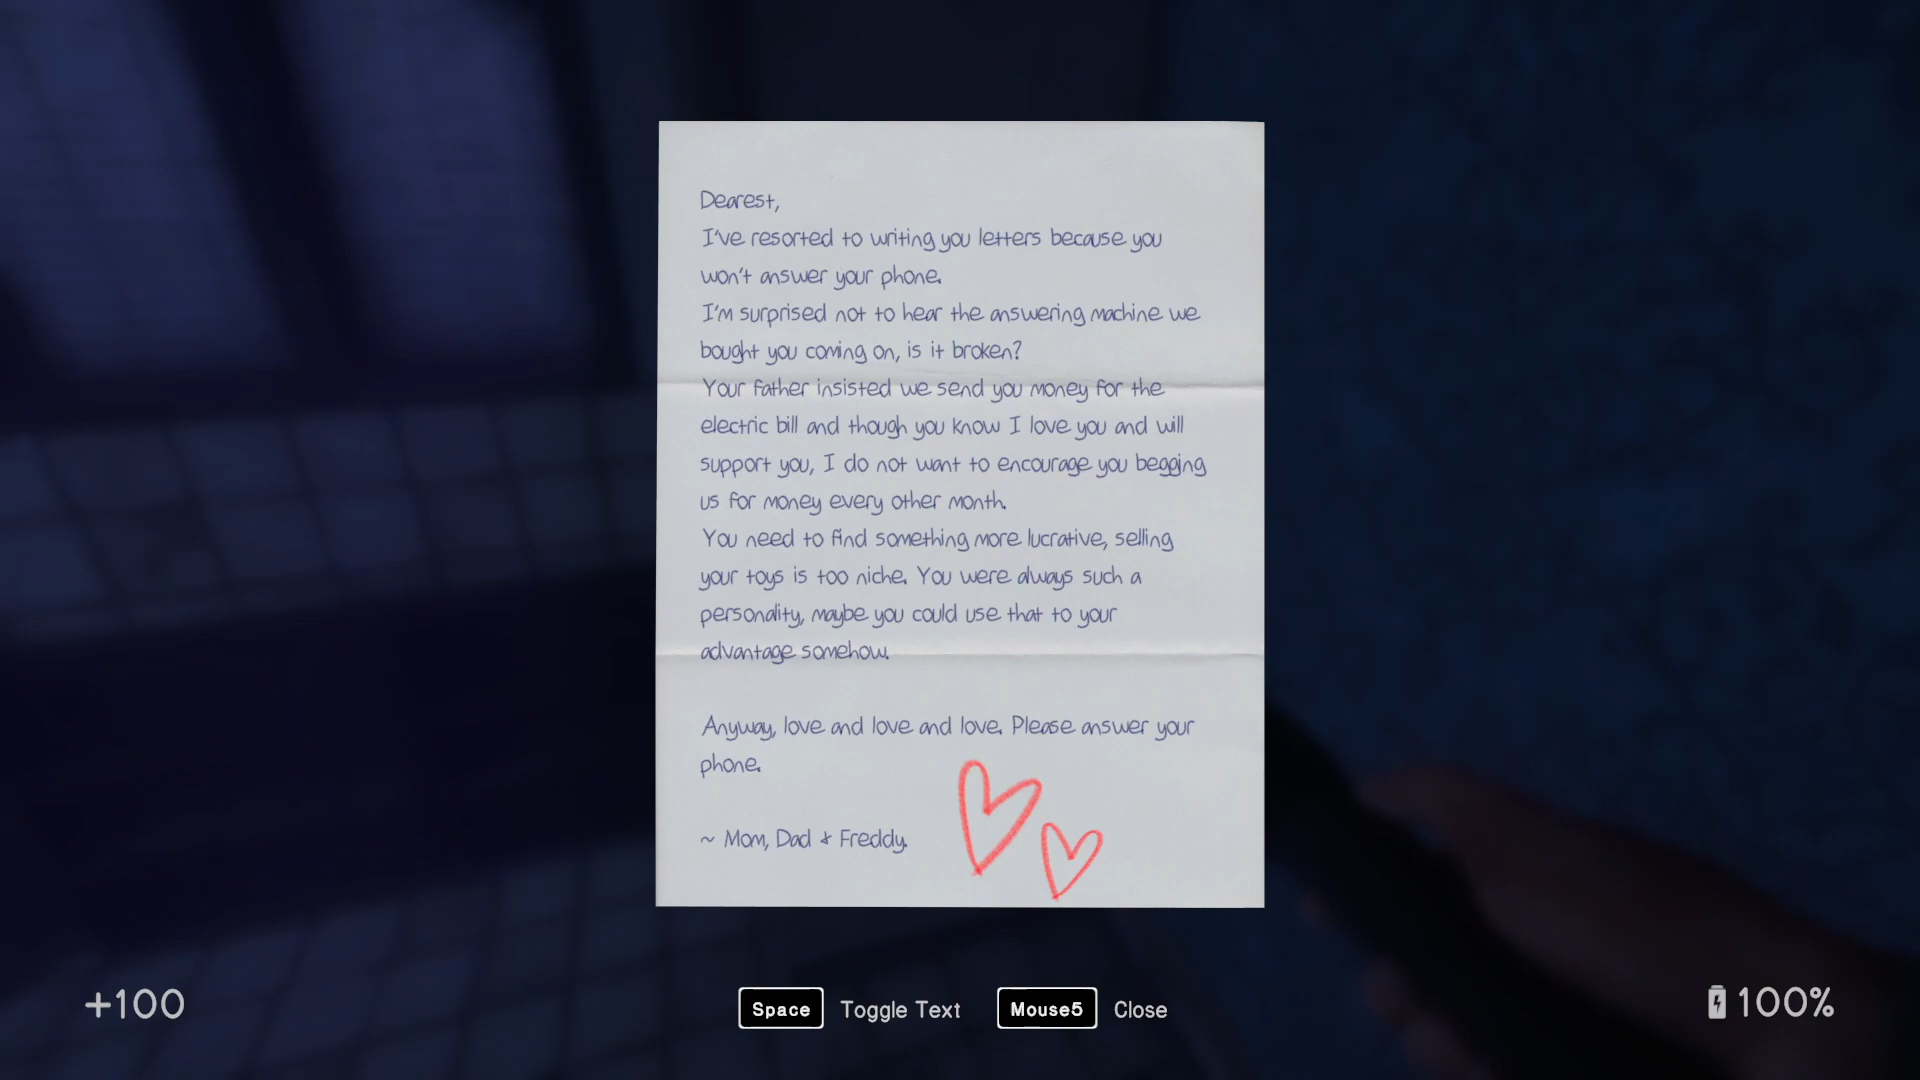 Dearest,
I've resorted to writing you letters because you
won't answer your phone.
I'm surprised not to hear the answering machine we
bought you coming on, is it broken?
Your father insisted we send you money for the
electric bill and though you know I love you and will
support you, I do not want to encourage you begging
us for money every other month.
You need to find something more lucrative, selling
your toys is too niche. You were always such a
personality, maybe you could use that to your
advantage somehow.
Anyway, love and love and love. Please answer your
phone.
~ Mom, Dad & Freddy.
+100
Space Toggle Text Mouse5 Close
100%